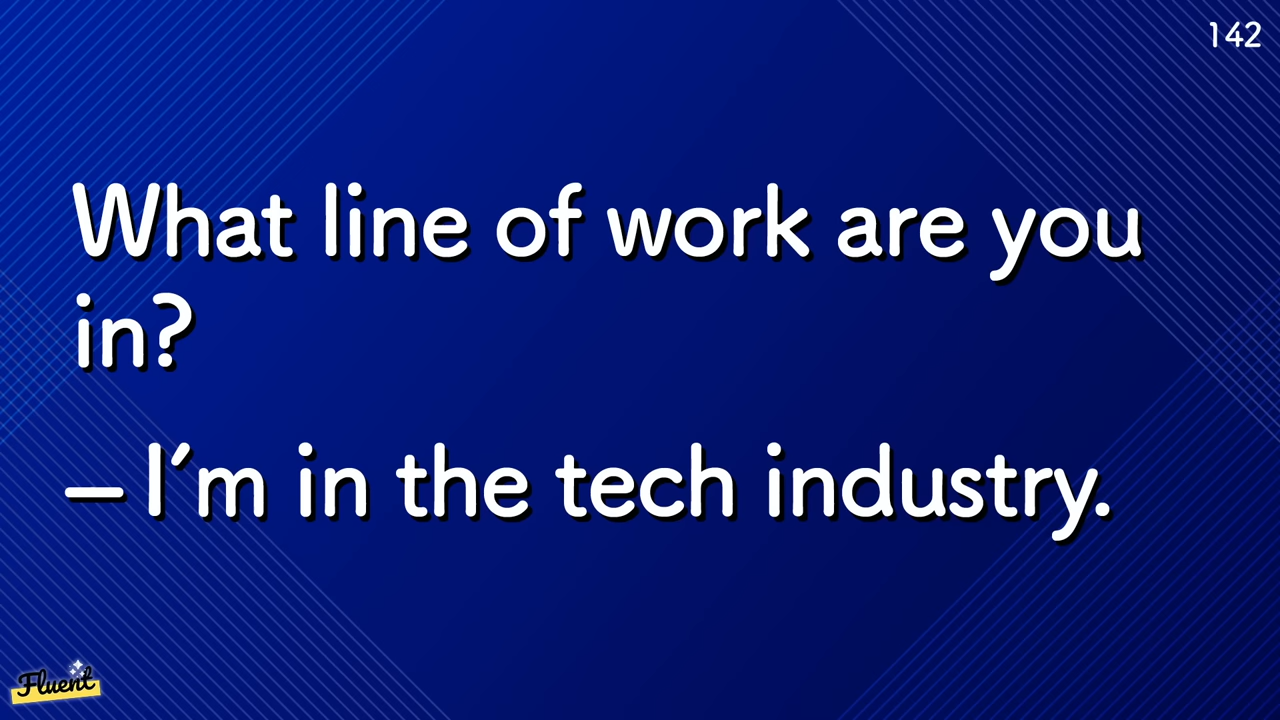 142
What line of work are you
in?
– I´m in the tech industry.
Fluent